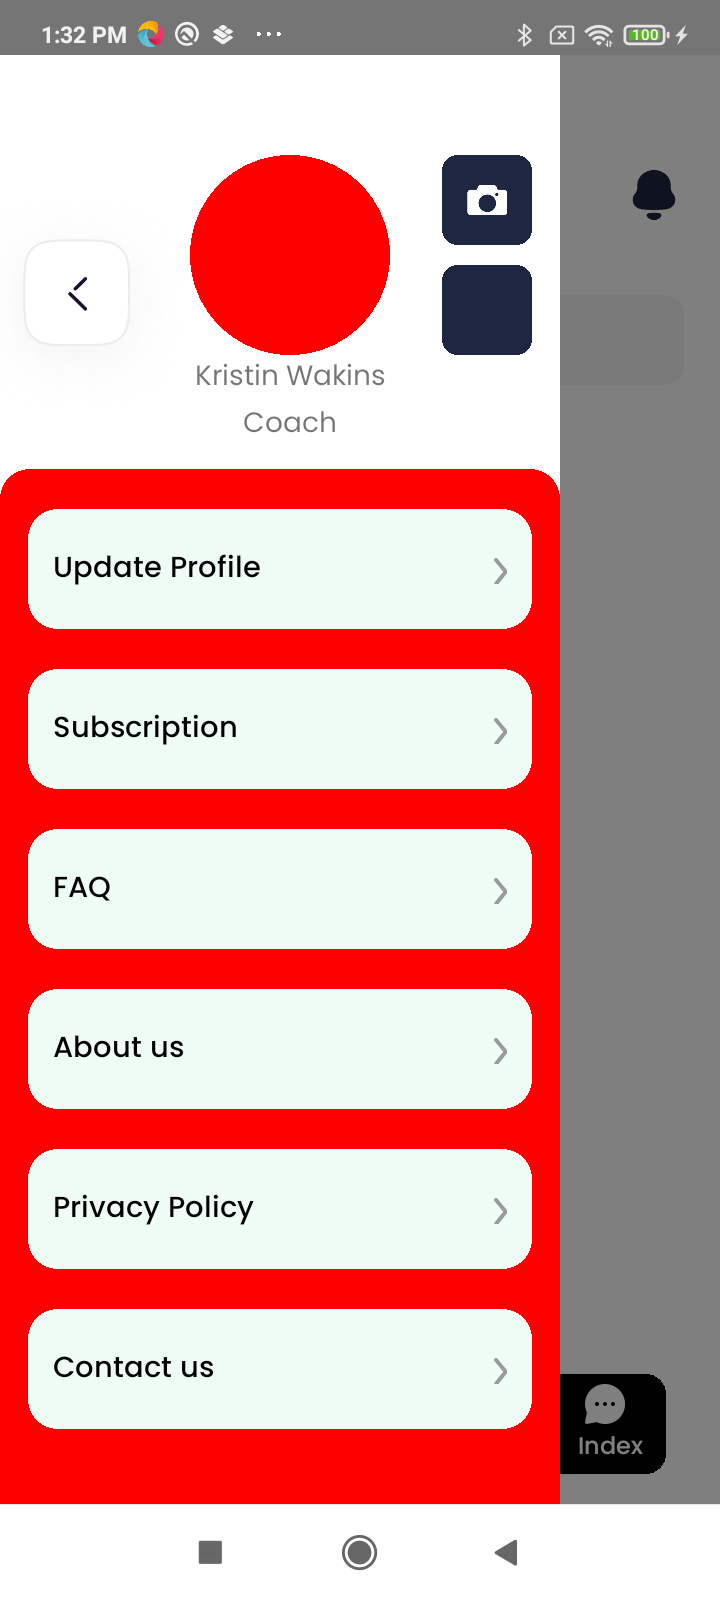 1:32 PM
100
Kristin Wakins
Coach
Update Profile
Subscription
FAQ
About us
Privacy Policy
Contact us
Index